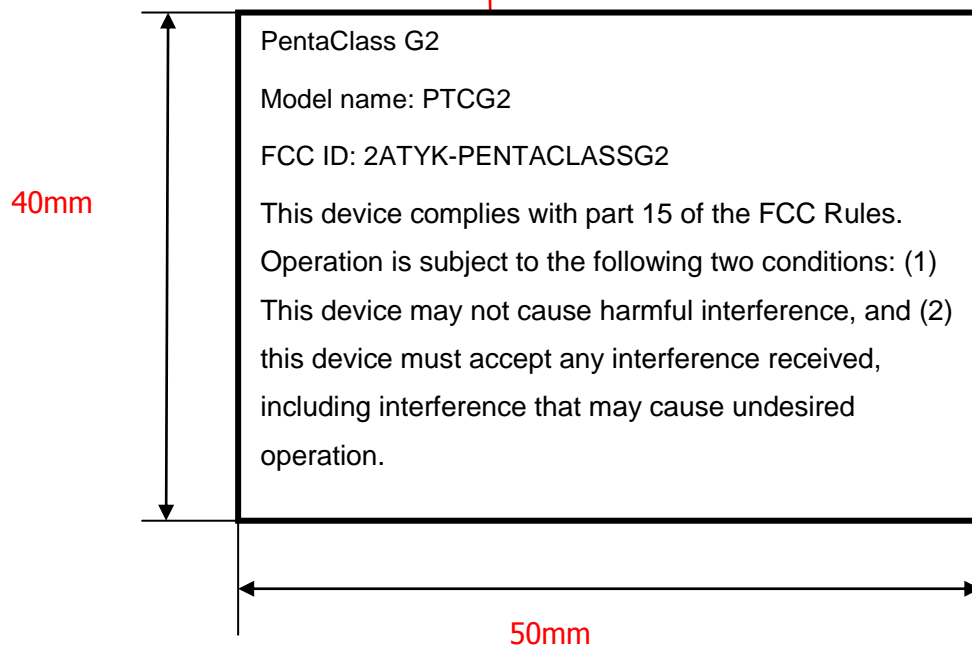 PentaClass G2
Model name: PTCG2
FCC ID: 2ATYK-PENTACLASSG2
40mm
This device complies with part 15 of the FCC Rules.
Operation is subject to the following two conditions: (1)
This device may not cause harmful interference, and (2)
this device must accept any interference received,
including interference that may cause undesired
operation.
50mm